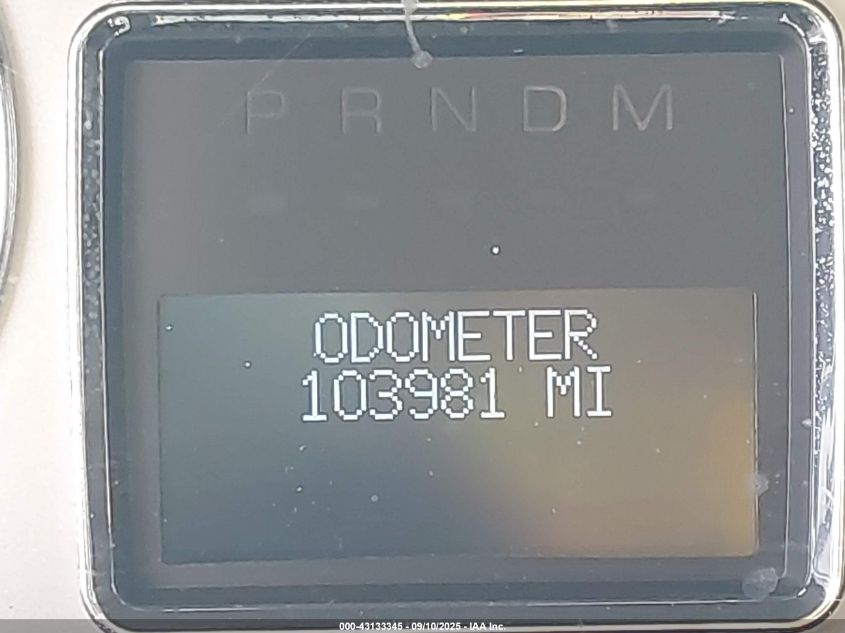 P R N D M
ODOMETER
103981 MI
000-43133345 - 09/10/2025 - IAA Inc.